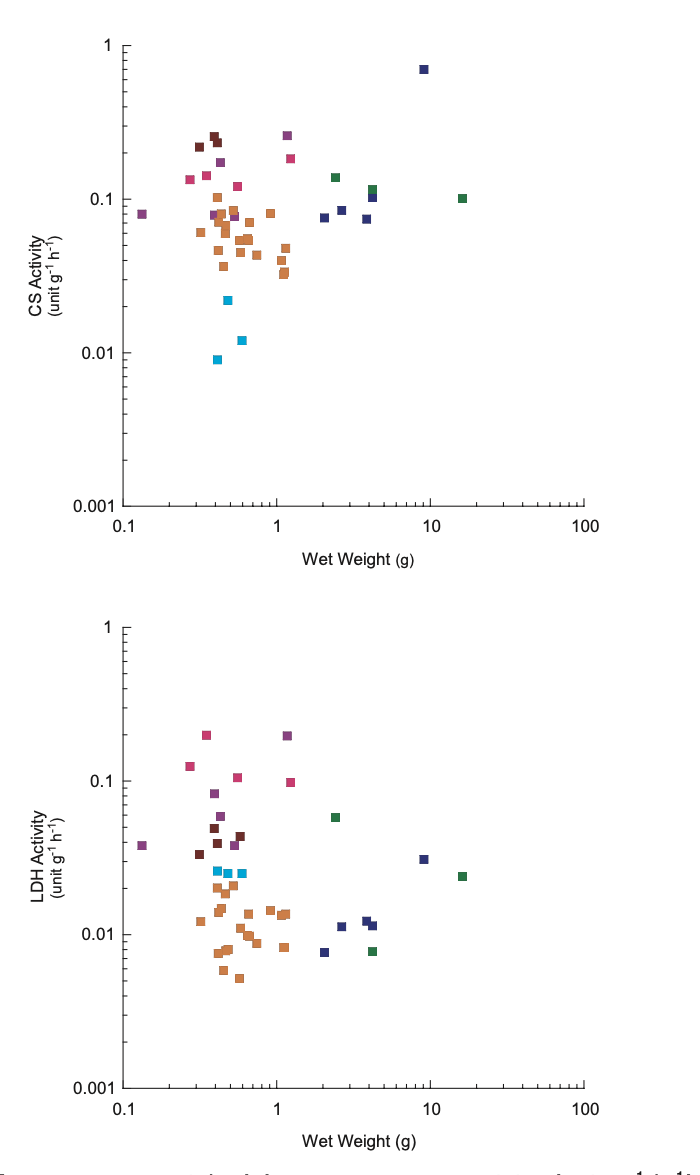 1
0.1
0.01
0.001
CS Activity
(unit g-1 h-1)
0.1 1 10 100
Wet Weight (g)
1
0.1
0.01
0.001
LDH Activity
(unit g-1 h-1)
0.1 1 10 100
Wet Weight (g)